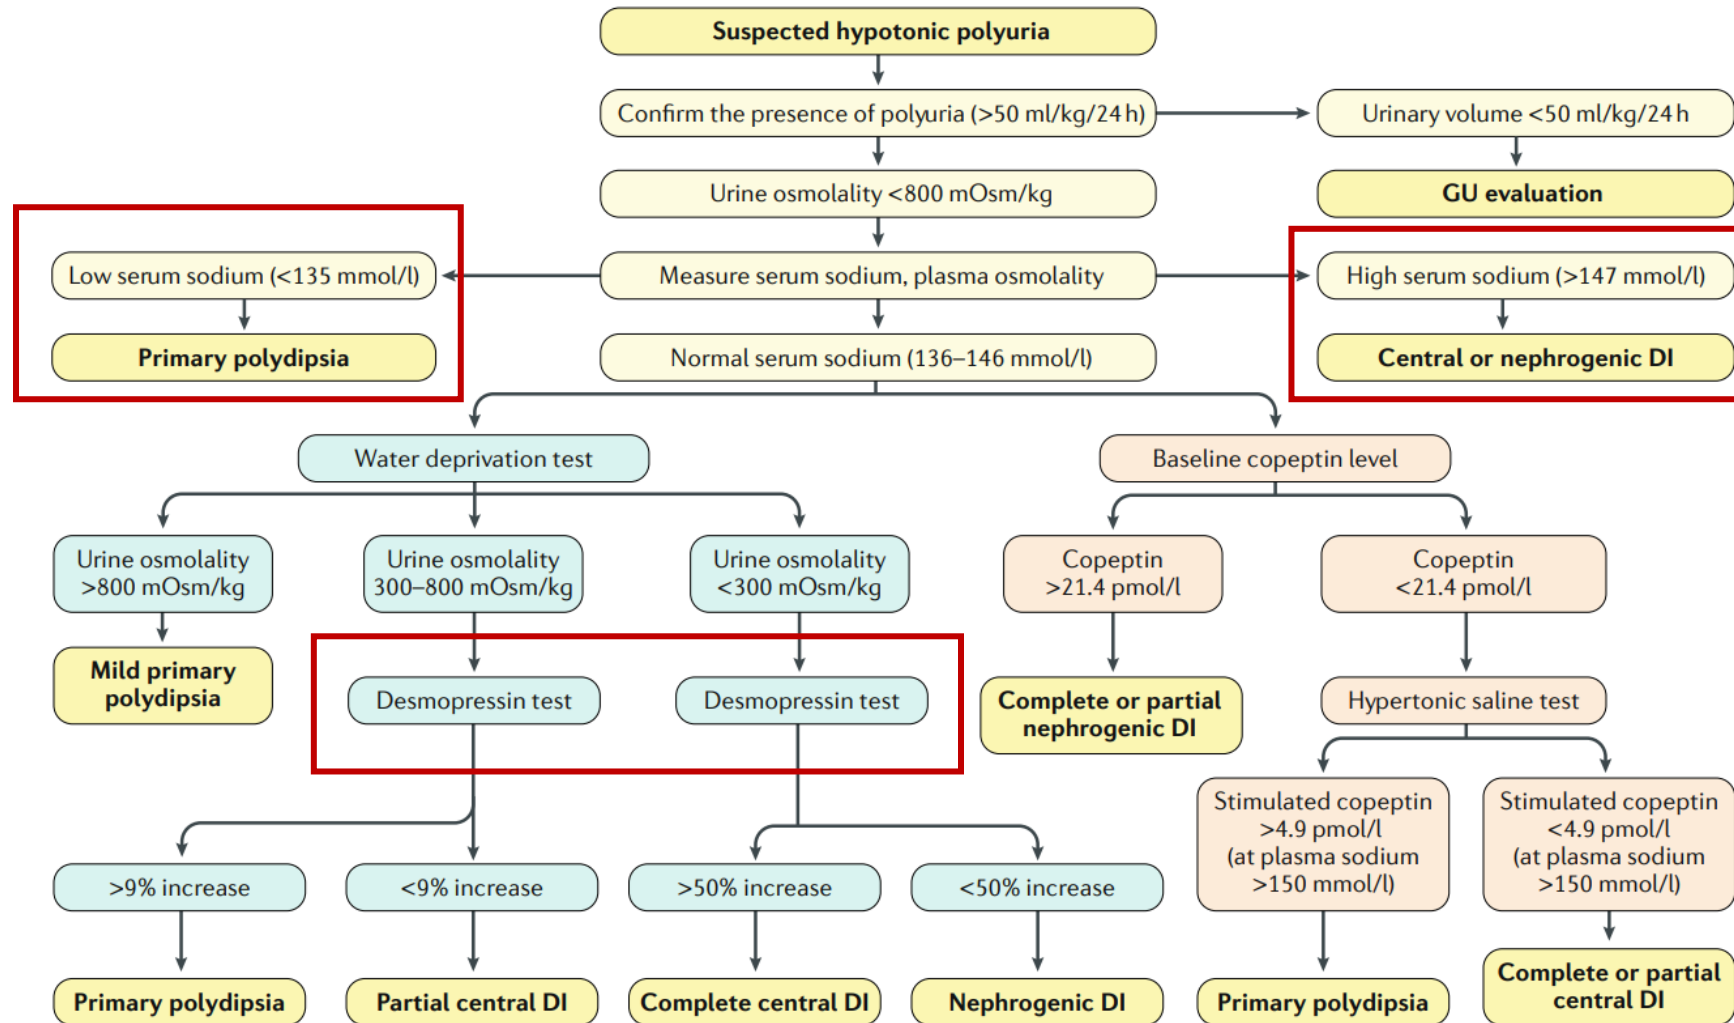 Suspected hypotonic polyuria
Confirm the presence of polyuria (>50 ml/kg/24 h)
Urinary volume <50 ml/kg/24 h
Urine osmolality <800 mOsm/kg
GU evaluation
Low serum sodium (<135 mmol/l)
Measure serum sodium, plasma osmolality
High serum sodium (>147 mmol/l)
Primary polydipsia
Normal serum sodium (136–146 mmol/l)
Central or nephrogenic DI
Water deprivation test
Baseline copeptin level
Urine osmolality
>800 mOsm/kg
Urine osmolality
300–800 mOsm/kg
Urine osmolality
<300 mOsm/kg
Copeptin
>21.4 pmol/l
Copeptin
<21.4 pmol/l
Mild primary
polydipsia
Desmopressin test
Desmopressin test
Complete or partial
nephrogenic DI
Hypertonic saline test
Stimulated copeptin
>4.9 pmol/l
(at plasma sodium
>150 mmol/l)
Stimulated copeptin
<4.9 pmol/l
(at plasma sodium
>150 mmol/l)
>9% increase
<9% increase
>50% increase
<50% increase
Primary polydipsia
Partial central DI
Complete central DI
Nephrogenic DI
Primary polydipsia
Complete or partial
central DI